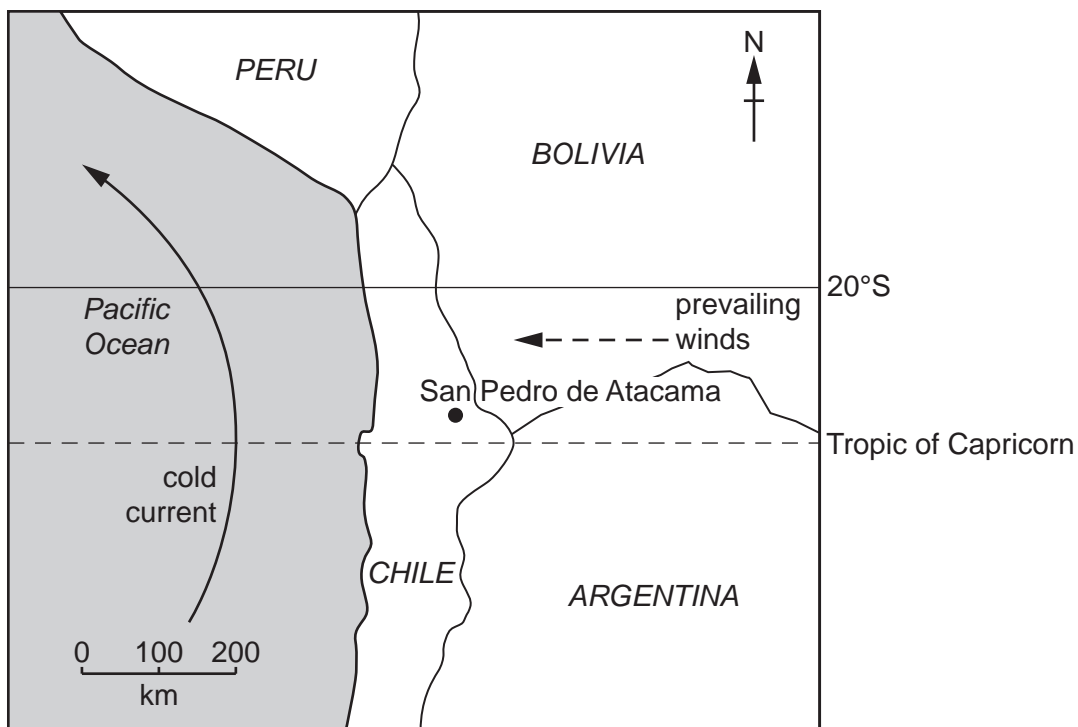 N
PERU
BOLIVIA
20°S
Pacific
Ocean
prevailing
winds
San Pedro de Atacama
Tropic of Capricorn
cold
current
CHILE
ARGENTINA
0 100 200
km